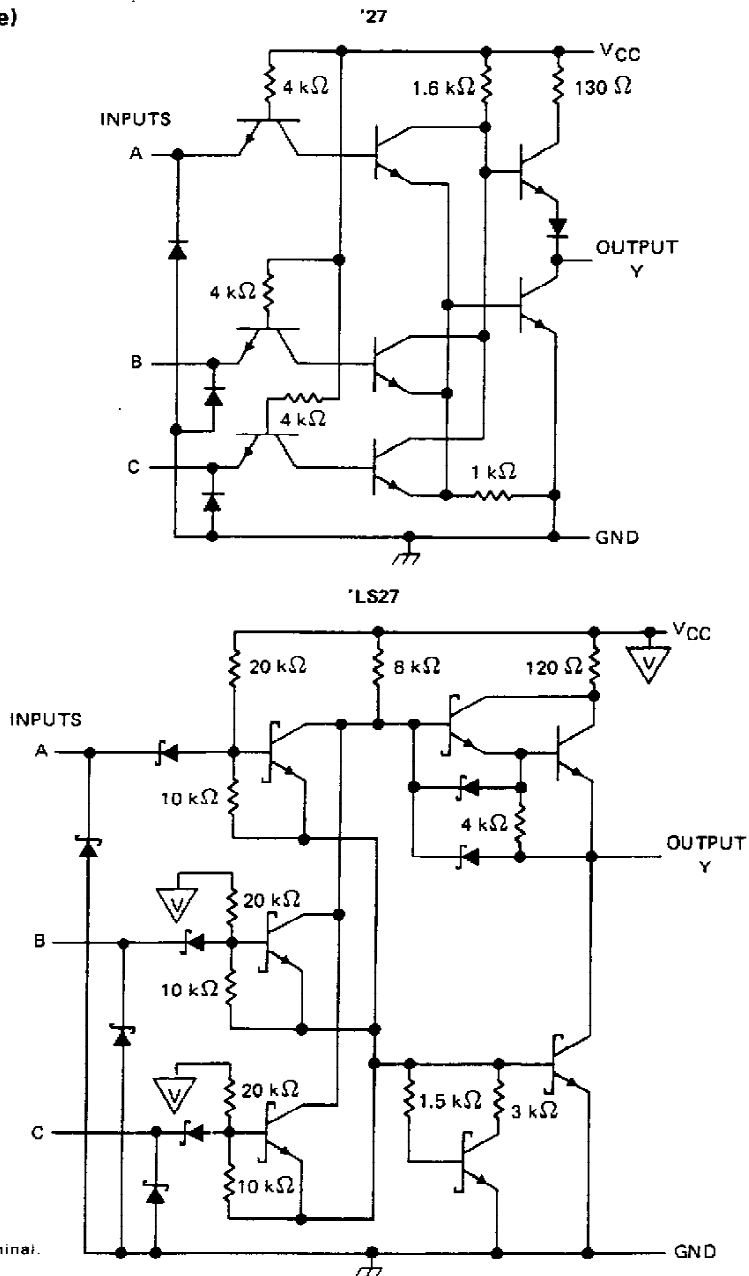 e)
'27
VCC
4 kΩ
1.6 kΩ
130 Ω
INPUTS
A
OUTPUT
Y
4 kΩ
B
4 kΩ
C
1 kΩ
GND
'LS27
VCC
20 kΩ
8 kΩ
120 Ω
V
INPUTS
A
10 kΩ
4 kΩ
OUTPUT
Y
V
20 kΩ
B
10 kΩ
V
20 kΩ
1.5 kΩ
3 kΩ
C
10 kΩ
inal.
GND